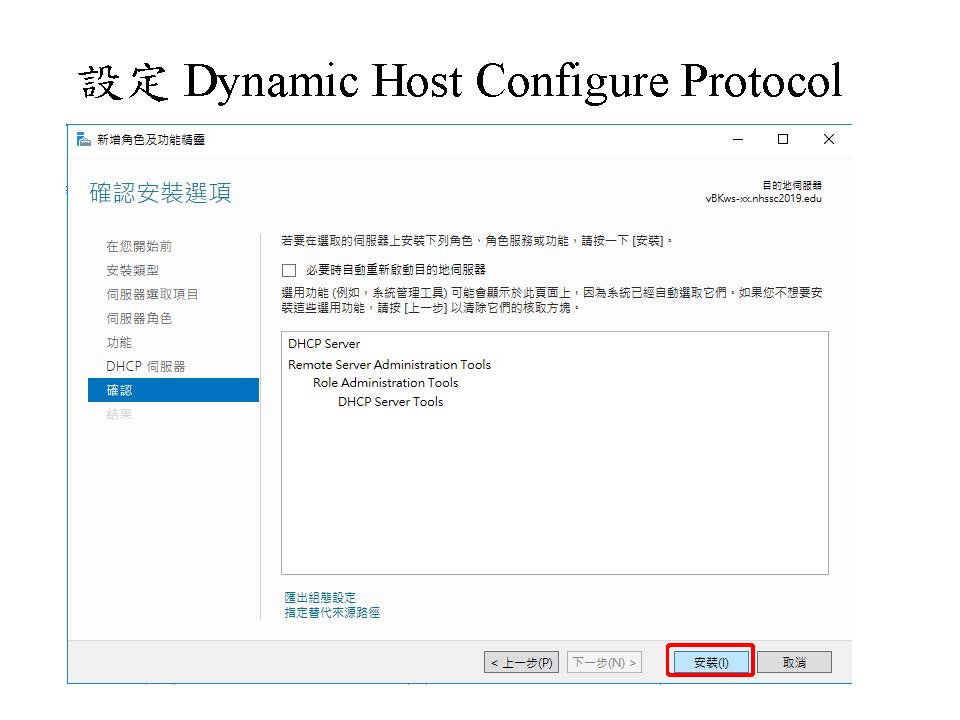 設定 Dynamic Host Configure Protocol
新增角色及功能精靈
確認安裝選項
目的地伺服器
vBKws-xx.nhssc2019.edu
在您開始前
安裝類型
伺服器選取項目
伺服器角色
功能
DHCP 伺服器
確認
結果
若要在選取的伺服器上安裝下列角色、角色服務或功能，請按一下 [安裝]。
必要時自動重新啟動目的地伺服器
選用功能 (例如，系統管理工具) 可能會顯示於此頁面上，因為系統已經自動選取它們。如果您不想要安
裝這些選用功能，請按 [上一步] 以清除它們的核取方塊。
DHCP Server
Remote Server Administration Tools
Role Administration Tools
DHCP Server Tools
匯出組態設定
指定替代來源路徑
< 上一步(P)
下一步(N) >
安裝(I)
取消